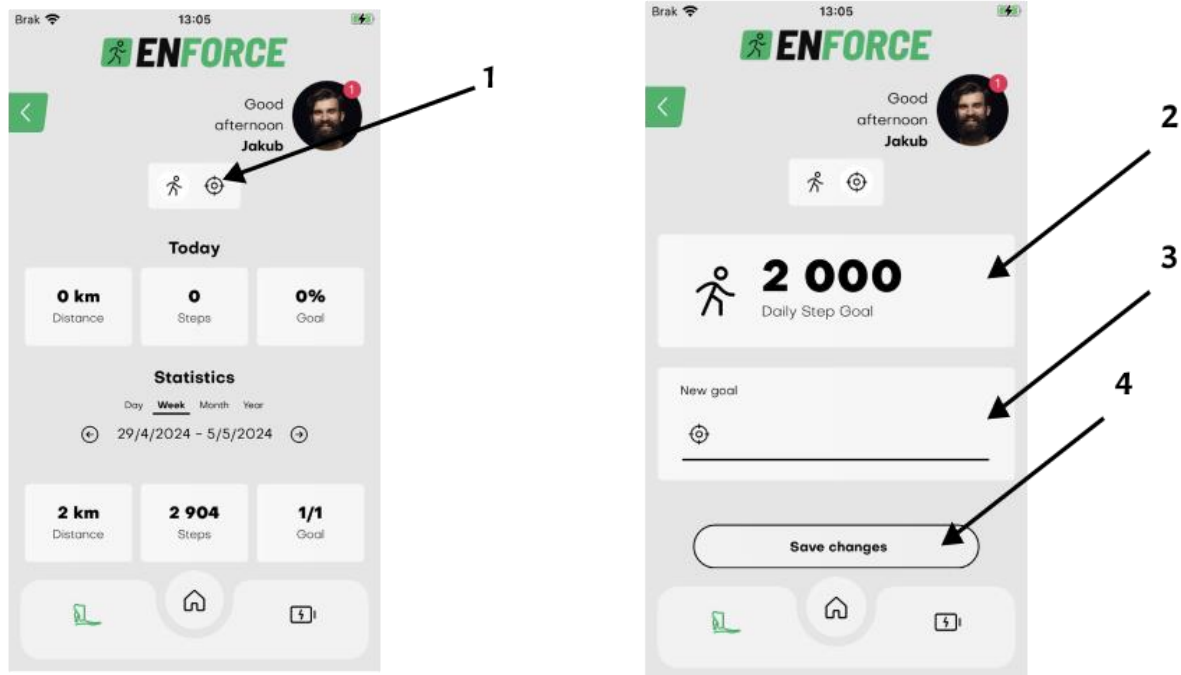 Brak 13:05
ENFORCE
1
Good
afternoon
Jakub
1
Today
0 km 0 0%
Distance Steps Goal
Statistics
Day Week Month Year
29/4/2024 - 5/5/2024
2 km 2 904 1/1
Distance Steps Goal
Brak 13:05
ENFORCE
1
Good
afternoon
Jakub
2
2 000
Daily Step Goal
3
New goal
4
Save changes